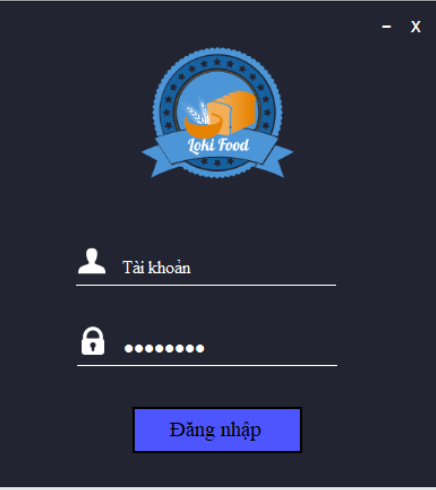 – X
Loki Food
Tài khoản
••••••••
Đăng nhập